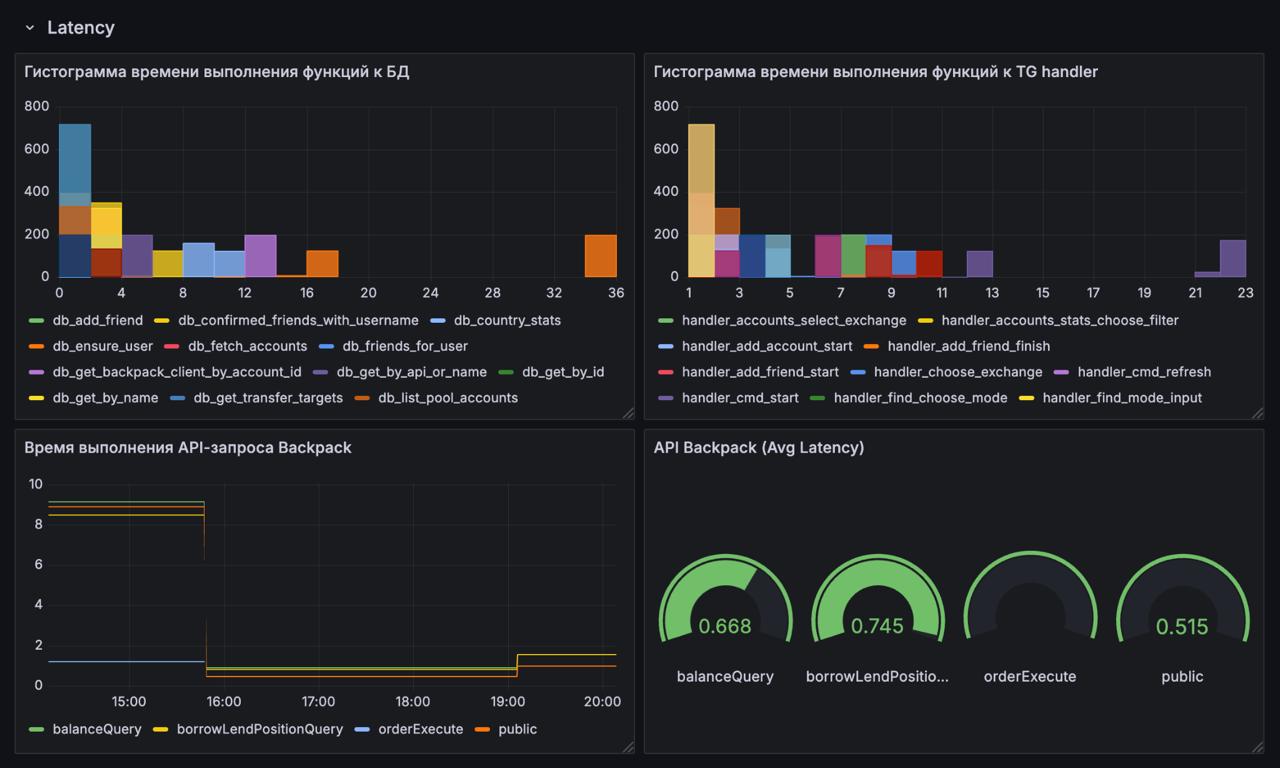 Latency
Гистограмма времени выполнения функций к БД
800
600
400
200
0
0 4 8 12 16 20 24 28 32 36
db_add_friend db_confirmed_friends_with_username db_country_stats
db_ensure_user db_fetch_accounts db_friends_for_user
db_get_backpack_client_by_account_id db_get_by_api_or_name db_get_by_id
db_get_by_name db_get_transfer_targets db_list_pool_accounts
Гистограмма времени выполнения функций к TG handler
800
600
400
200
0
1 3 5 7 9 11 13 15 17 19 21 23
handler_accounts_select_exchange handler_accounts_stats_choose_filter
handler_add_account_start handler_add_friend_finish
handler_add_friend_start handler_choose_exchange handler_cmd_refresh
handler_cmd_start handler_find_choose_mode handler_find_mode_input
Время выполнения API-запроса Backpack
10
8
6
4
2
0
15:00 16:00 17:00 18:00 19:00 20:00
balanceQuery borrowLendPositionQuery orderExecute public
API Backpack (Avg Latency)
0.668 0.745 0.515
balanceQuery borrowLendPositio... orderExecute public